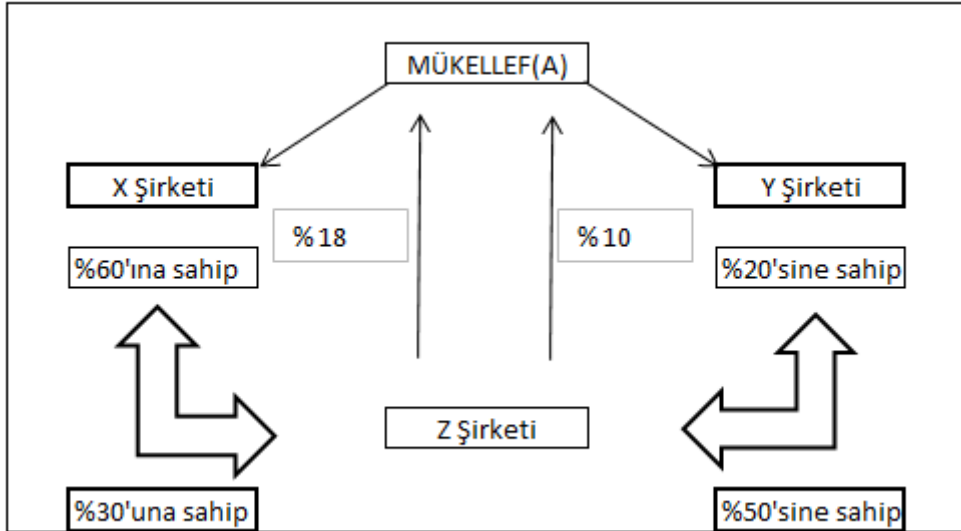 MÜKELLEF(A)
X Şirketi
Y Şirketi
%18
%10
%60'ına sahip
%20'sine sahip
Z Şirketi
%30'una sahip
%50'sine sahip